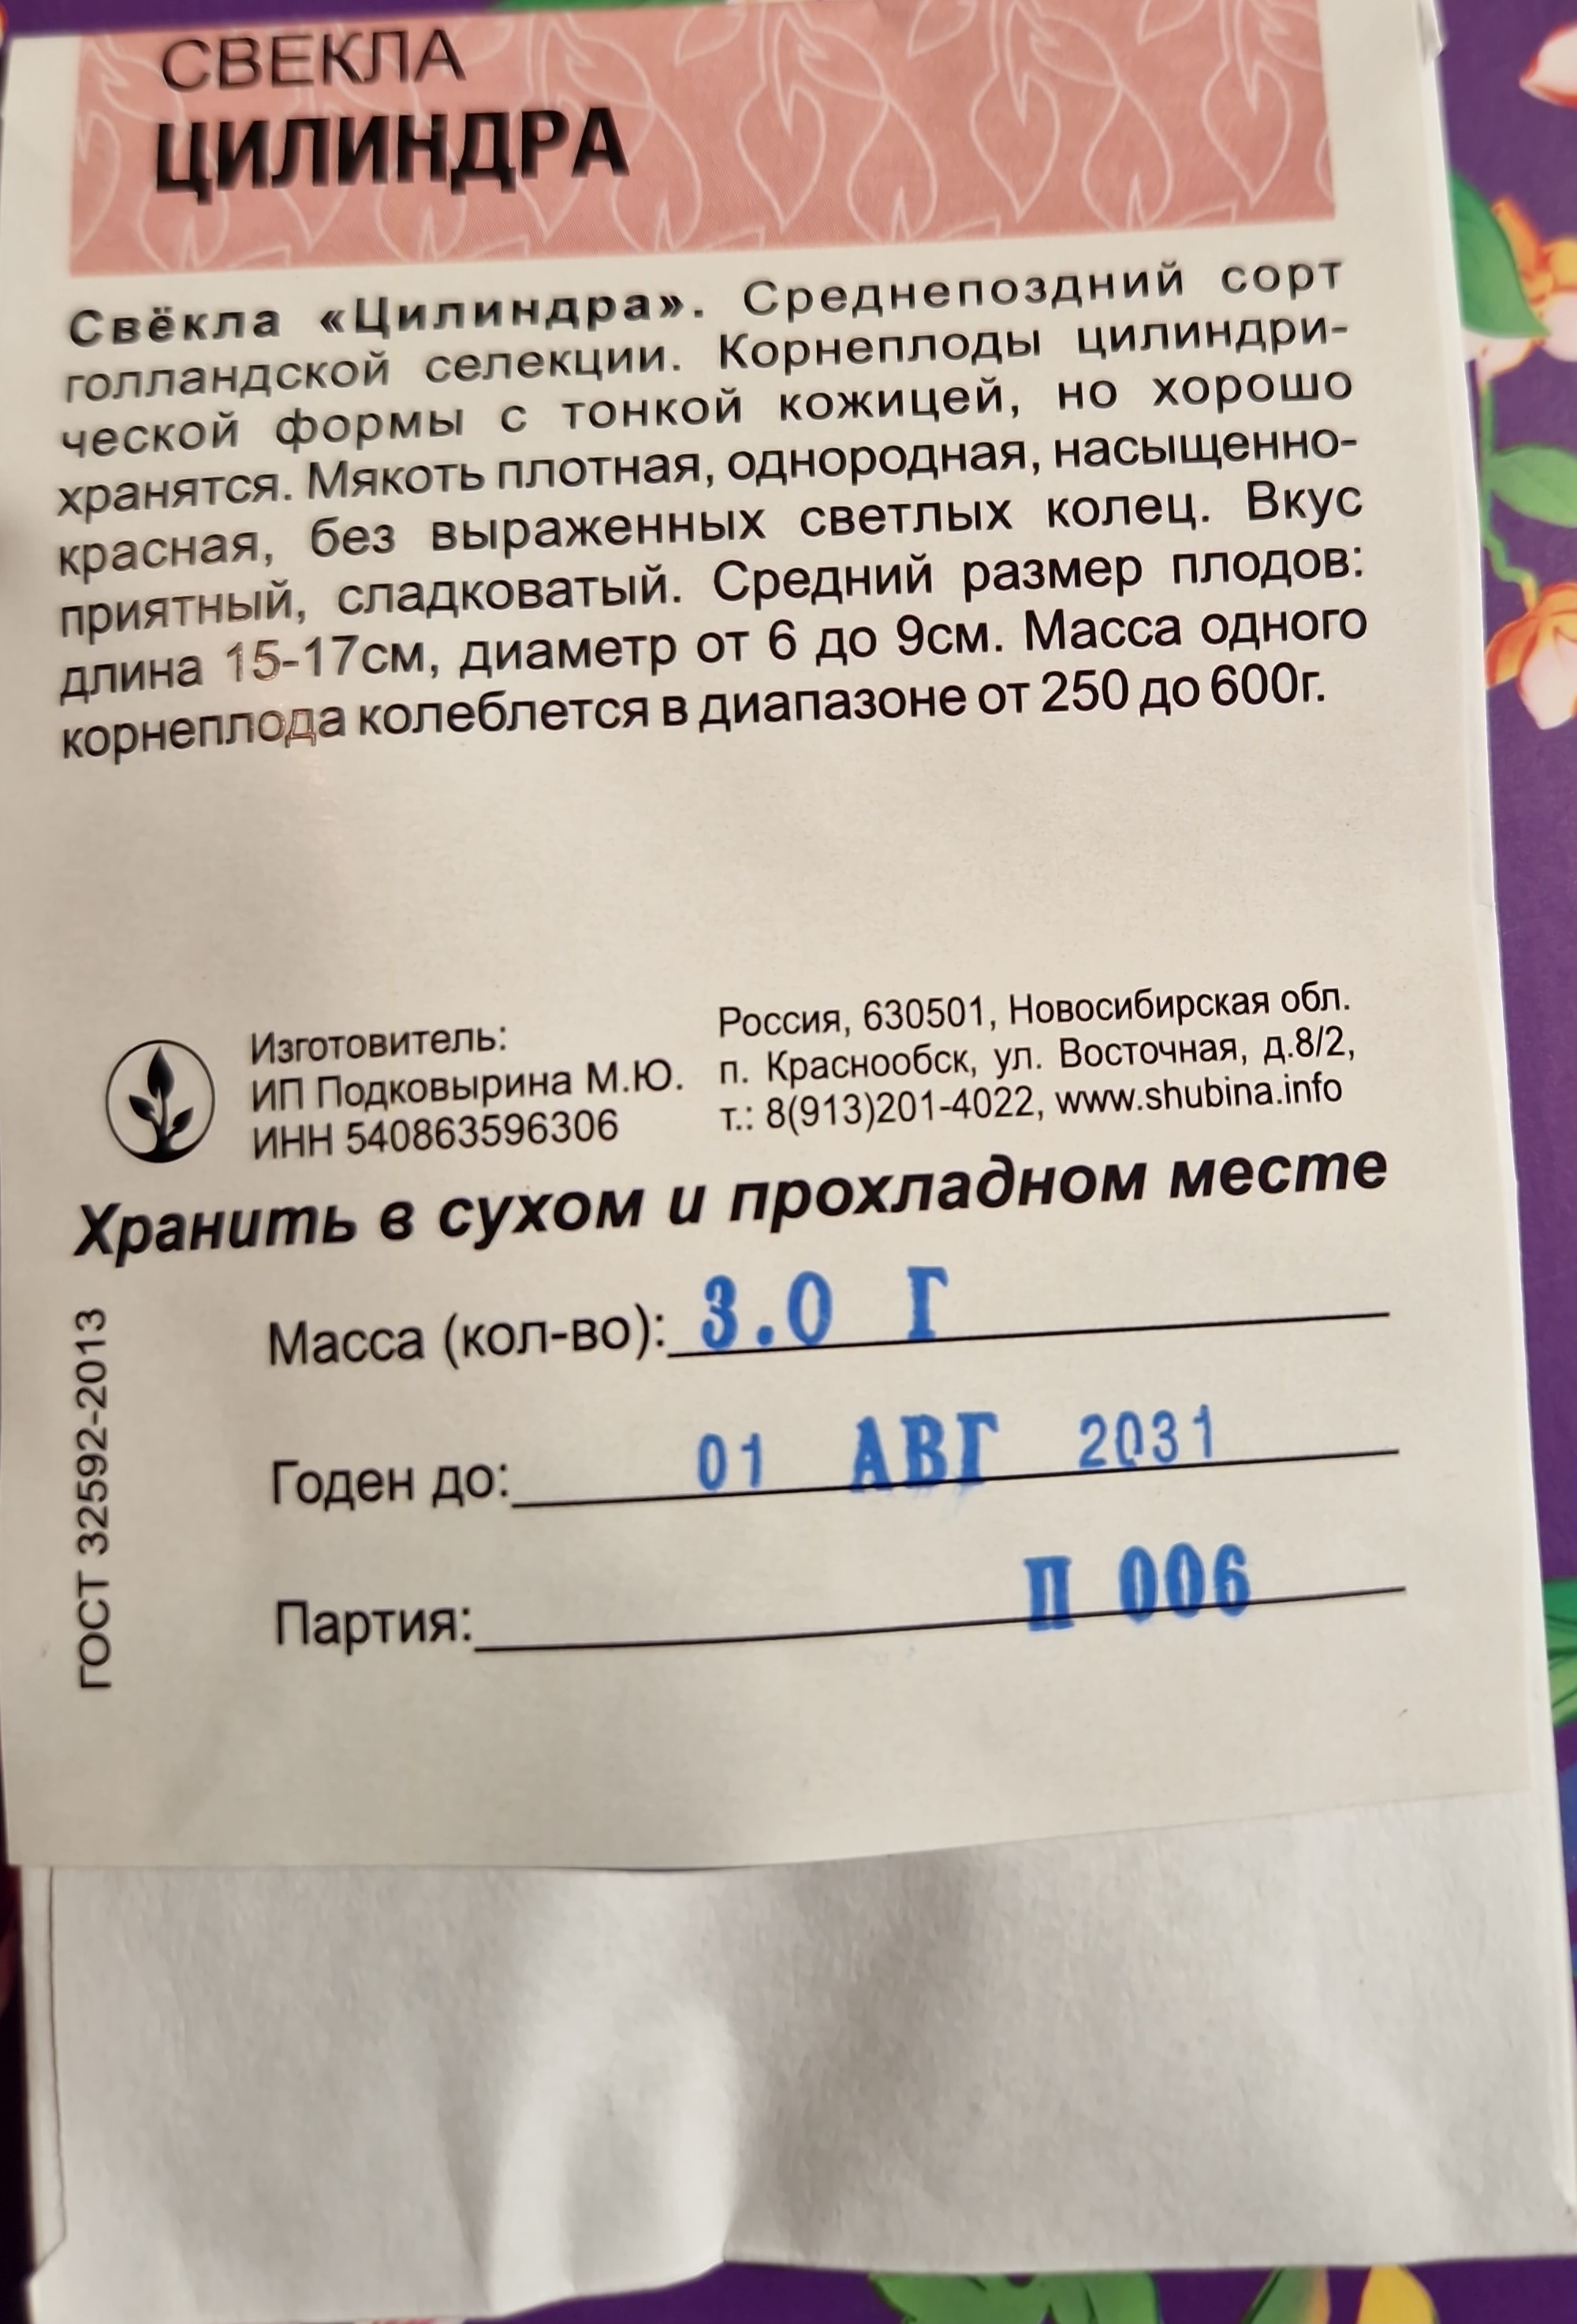 СВЕКЛА
ЦИЛИНДРА
Свёкла «Цилиндра». Среднепоздний сорт
голландской селекции. Корнеплоды цилиндри-
ческой формы с тонкой кожицей, но хорошо
хранятся. Мякоть плотная, однородная, насыщенно-
красная, без выраженных светлых колец. Вкус
приятный, сладковатый. Средний размер плодов:
длина 15-17см, диаметр от 6 до 9см. Масса одного
корнеплода колеблется в диапазоне от 250 до 600г.
Изготовитель:
ИП Подковырина М.Ю.
ИНН 540863596306
Россия, 630501, Новосибирская обл.
п. Краснообск, ул. Восточная, д.8/2,
т.: 8(913)201-4022, www.shubina.info
Хранить в сухом и прохладном месте
Масса (кол-во): 3.0 Г
Годен до: 01 АВГ 2031
Партия: П 006
ГОСТ 32592-2013